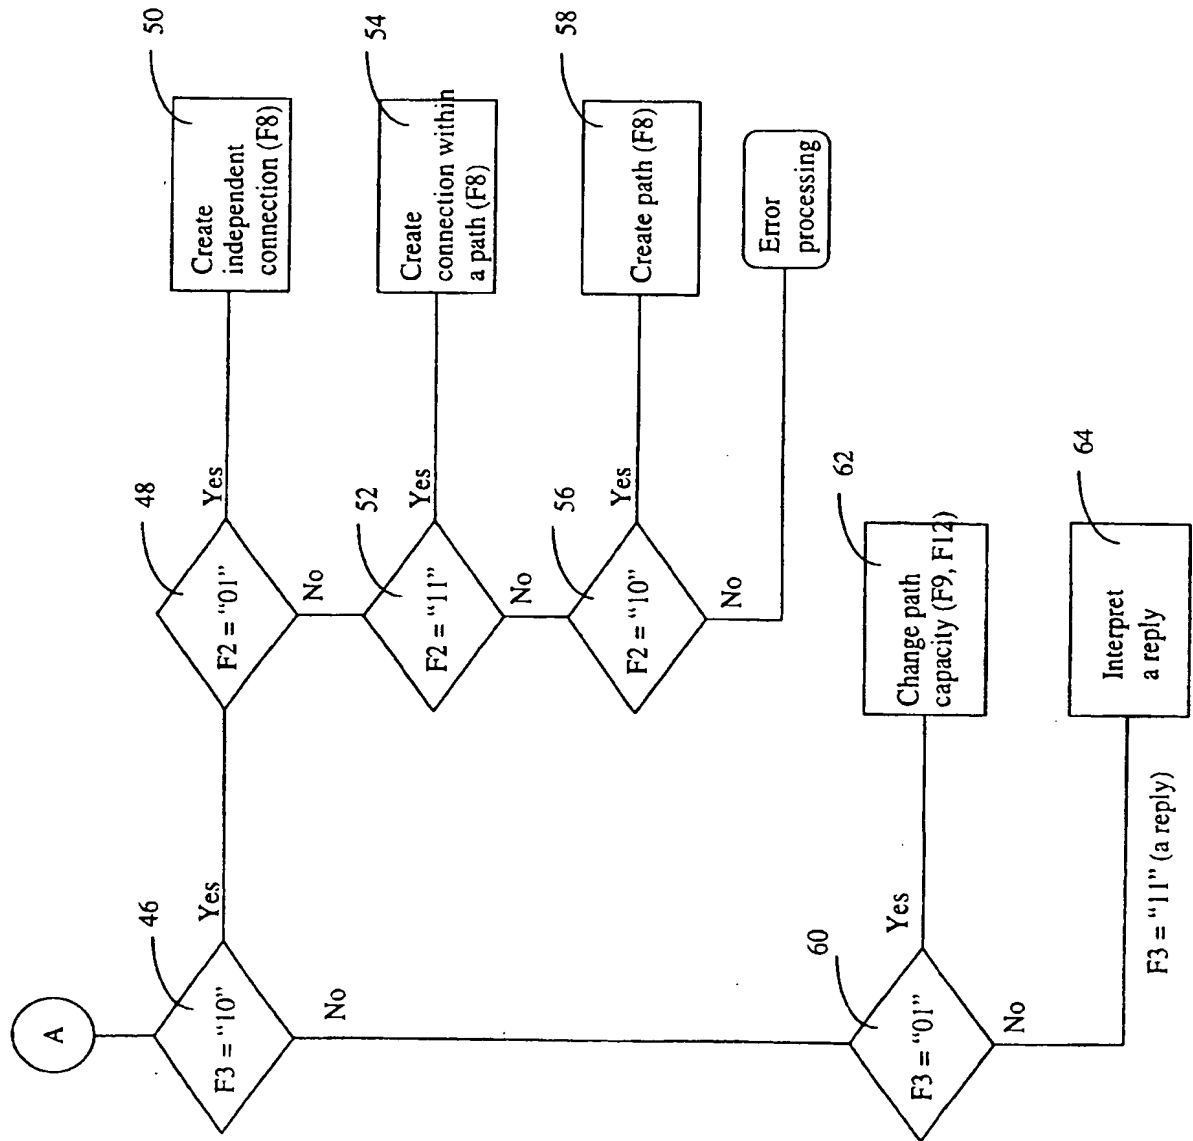 A
46
F3 = "10"
Yes
No
48
F2 = "01"
Yes
No
50
Create
independent
connection (F8)
52
F2 = "11"
Yes
No
54
Create
connection within
a path (F8)
56
F2 = "10"
Yes
No
58
Create path (F8)
Error
processing
60
F3 = "01"
Yes
No
62
Change path
capacity (F9, F12)
F3 = "11" (a reply)
64
Interpret
a reply